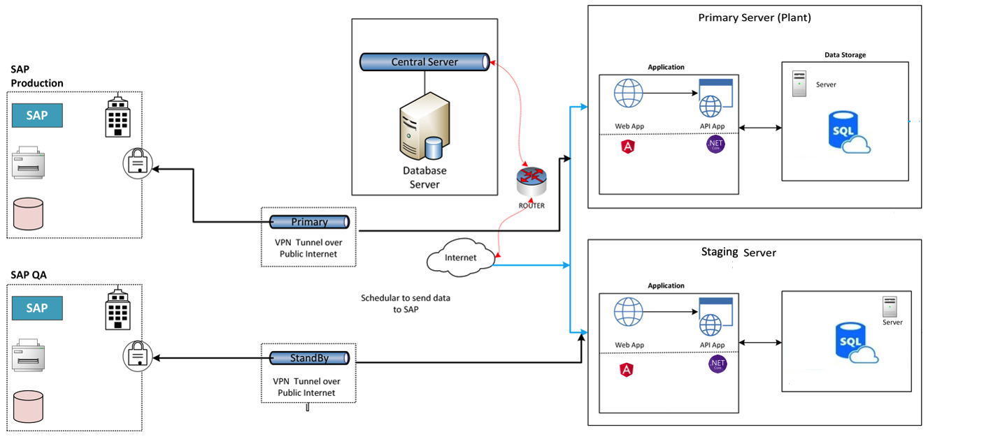 Primary Server (Plant)
Data Storage
Central Server
SAP
Production
Application
Server
SAP
SQL
Web App
API App
A
.NET
Core
Database
Server
ROUTER
Primary
VPN Tunnel over
Public Internet
Internet
Staging Server
SAP QA
Application
Schedular to send data
to SAP
SAP
Server
SQL
Web App
API App
A
.NET
Core
StandBy
VPN Tunnel over
Public Internet